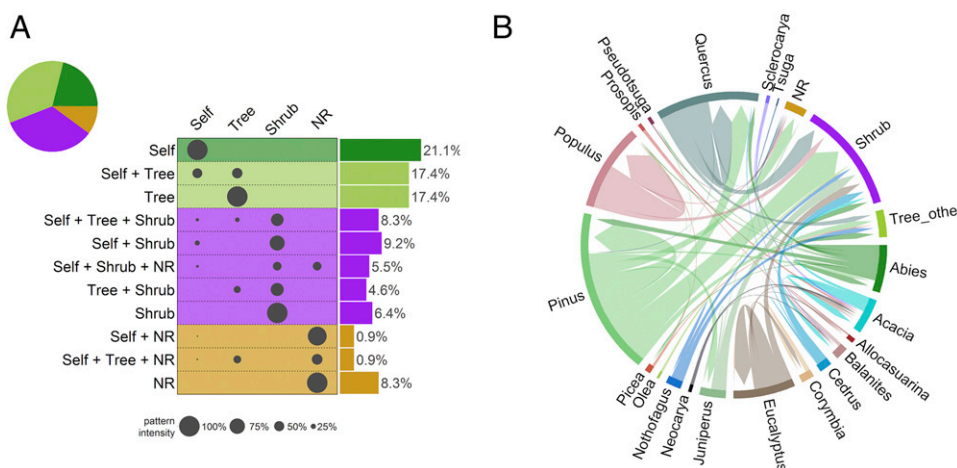 A
Self Tree Shrub NR
Self 21.1%
Self + Tree 17.4%
Tree 17.4%
Self + Tree + Shrub 8.3%
Self + Shrub 9.2%
Self + Shrub + NR 5.5%
Tree + Shrub 4.6%
Shrub 6.4%
Self + NR 0.9%
Self + Tree + NR 0.9%
NR 8.3%
pattern
intensity 100% 75% 50% 25%
B
Quercus
Sclerocarya
Tsuga
NR
Shrub
Tree_othe
Abies
Acacia
Allocasuarina
Balanites
Cedrus
Corymbia
Eucalyptus
Juniperus
Neocarya
Nothofagus
Olea
Picea
Pinus
Populus
Prosopis
Pseudotsuga